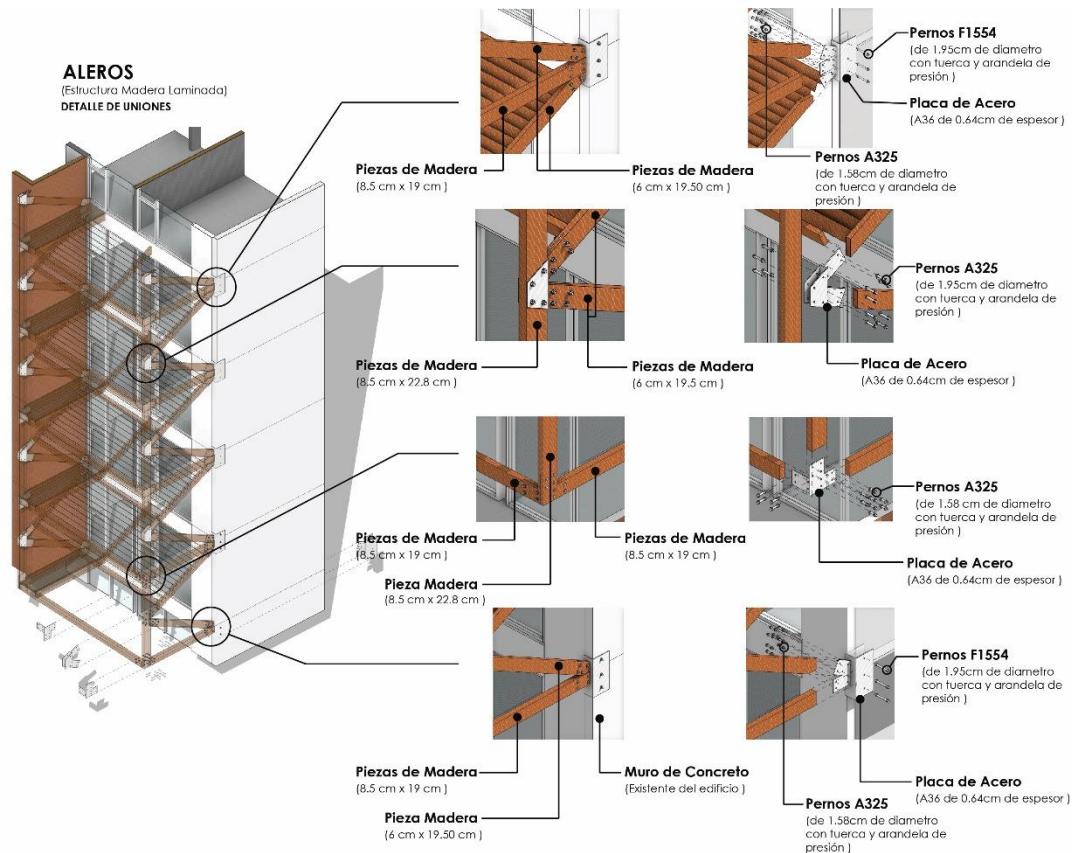 ALEROS
(Estructura Madera Laminada)
DETALLE DE UNIONES
Piezas de Madera
(8.5 cm x 19 cm )
Piezas de Madera
(6 cm x 19.50 cm )
Pernos F1554
(de 1.95cm de diametro
con tuerca y arandela de
presión )
Placa de Acero
(A36 de 0.64cm de espesor )
Pernos A325
(de 1.58cm de diametro
con tuerca y arandela de
presión )
Piezas de Madera
(8.5 cm x 22.8 cm )
Piezas de Madera
(6 cm x 19.5 cm )
Pernos A325
(de 1.95cm de diametro
con tuerca y arandela de
presión )
Placa de Acero
(A36 de 0.64cm de espesor )
Piezas de Madera
(8.5 cm x 19 cm )
Pieza Madera
(8.5 cm x 22.8 cm )
Piezas de Madera
(8.5 cm x 19 cm )
Pernos A325
(de 1.58 cm de diametro
con tuerca y arandela de
presión )
Placa de Acero
(A36 de 0.64cm de espesor )
Piezas de Madera
(8.5 cm x 19 cm )
Pieza Madera
(6 cm x 19.50 cm )
Muro de Concreto
(Existente del edificio )
Pernos F1554
(de 1.95cm de diametro
con tuerca y arandela de
presión )
Placa de Acero
(A36 de 0.64cm de espesor )
Pernos A325
(de 1.58cm de diametro
con tuerca y arandela de
presión )